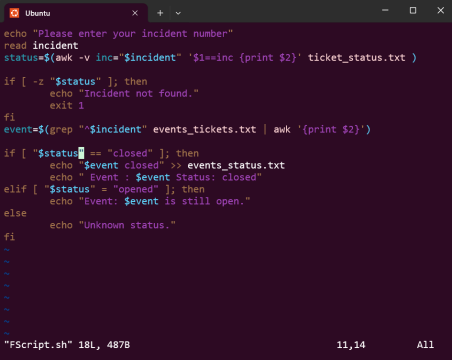 Ubuntu
echo "Please enter your incident number"
read incident
status=$(awk -v inc="$incident" '$1==inc {print $2}' ticket_status.txt )

if [ -z "$status" ]; then
        echo "Incident not found."
        exit 1
fi
event=$(grep "^$incident" events_tickets.txt | awk '{print $2}')

if [ "$status" == "closed" ]; then
        echo "$event closed" >> events_status.txt
        echo " Event : $event Status: closed"
elif [ "$status" = "opened" ]; then
        echo "Event: $event is still open."
else
        echo "Unknown status."
fi
~
~
~
~
~
~
~
"FScript.sh" 18L, 487B 11,14 All